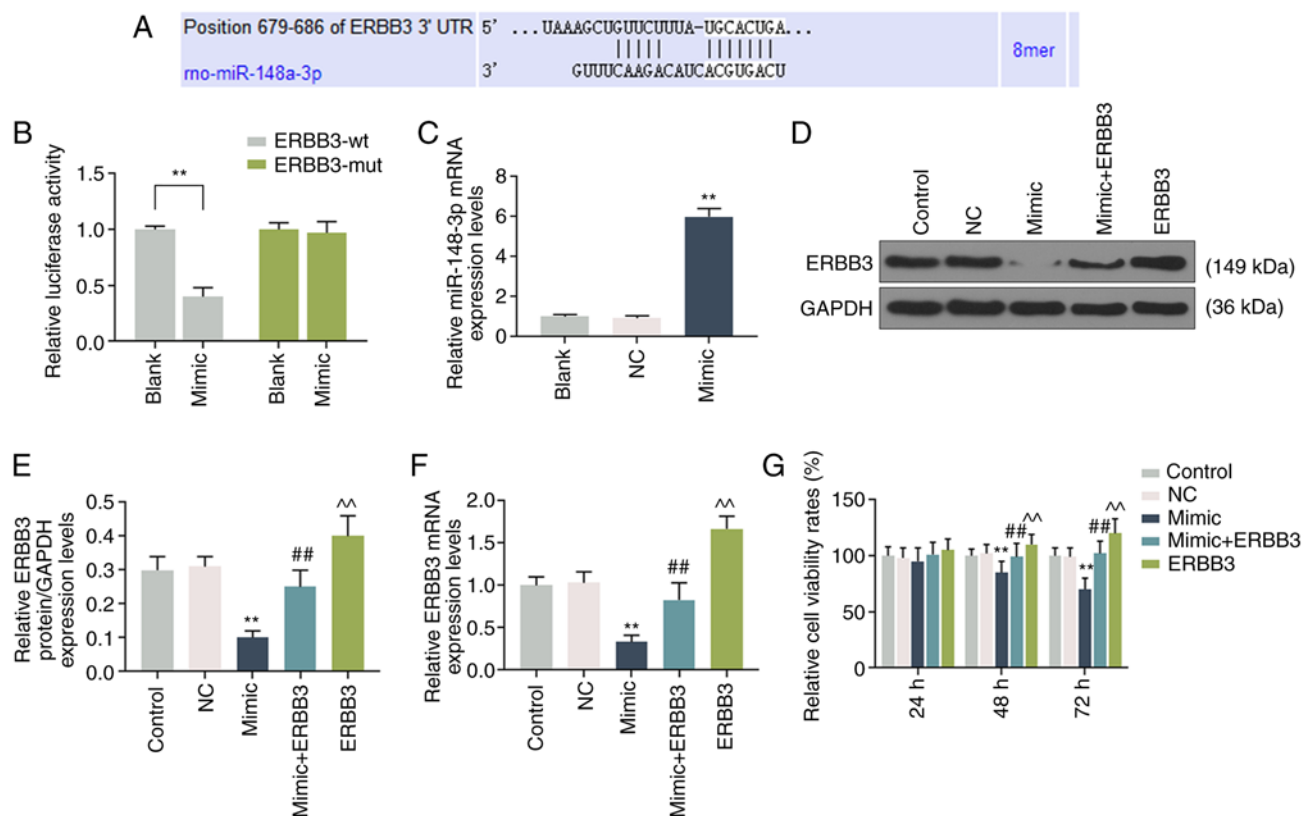 A
Position 679-686 of ERBB3 3' UTR 5' ...UAAAGCUGUUCUUUA-UGCACUGA...
rno-miR-148a-3p 3' GUUUCAAGACAUCACGUGACU
8mer
B
ERBB3-wt
ERBB3-mut
Relative luciferase activity
1.5
1.0
0.5
0.0
**
Blank
Mimic
Blank
Mimic
C
Relative miR-148-3p mRNA
expression levels
8
6
4
2
0
**
Blank
NC
Mimic
D
Control
NC
Mimic
Mimic+ERBB3
ERBB3
ERBB3
(149 kDa)
GAPDH
(36 kDa)
E
Relative ERBB3
protein/GAPDH
expression levels
0.5
0.4
0.3
0.2
0.1
0.0
**
##
^^
Control
NC
Mimic
Mimic+ERBB3
ERBB3
F
Relative ERBB3 mRNA
expression levels
2.0
1.5
1.0
0.5
0.0
**
##
^^
Control
NC
Mimic
Mimic+ERBB3
ERBB3
G
Relative cell viability rates (%)
150
100
50
0
**
##
^^
**
##
^^
24 h
48 h
72 h
Control
NC
Mimic
Mimic+ERBB3
ERBB3